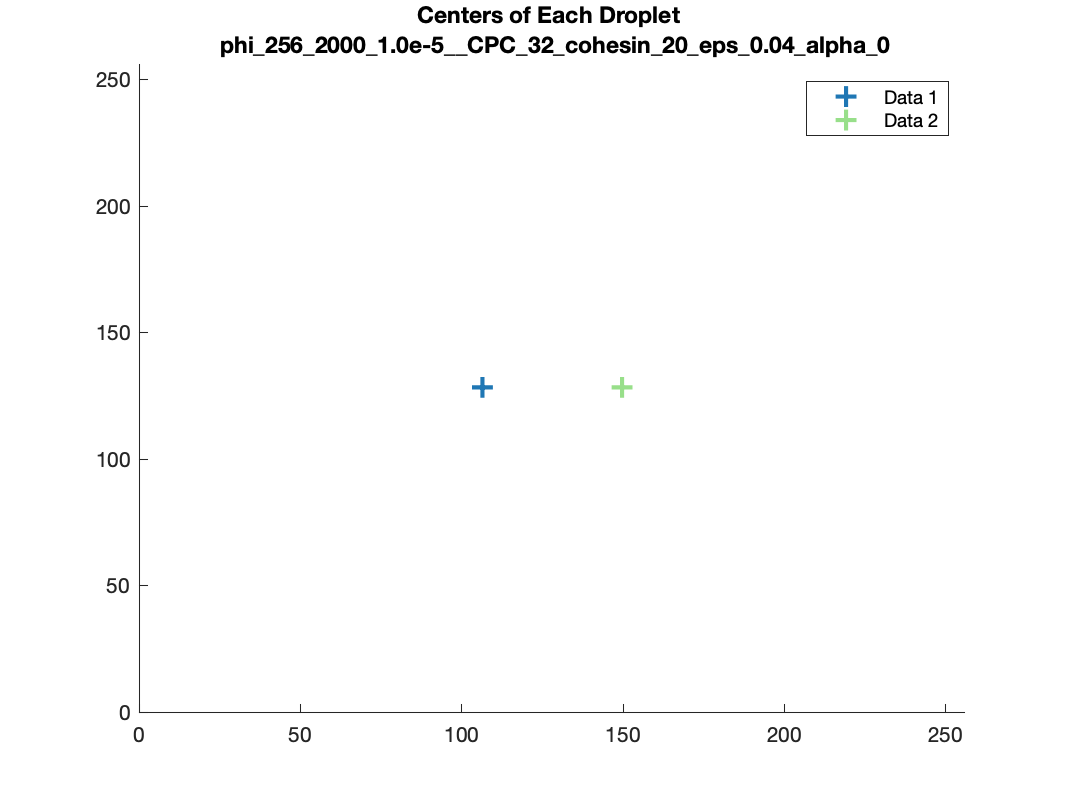 Centers of Each Droplet
phi_256_2000_1.0e-5__CPC_32_cohesin_20_eps_0.04_alpha_0
250
200
150
100
50
0
0 50 100 150 200 250
Data 1
Data 2